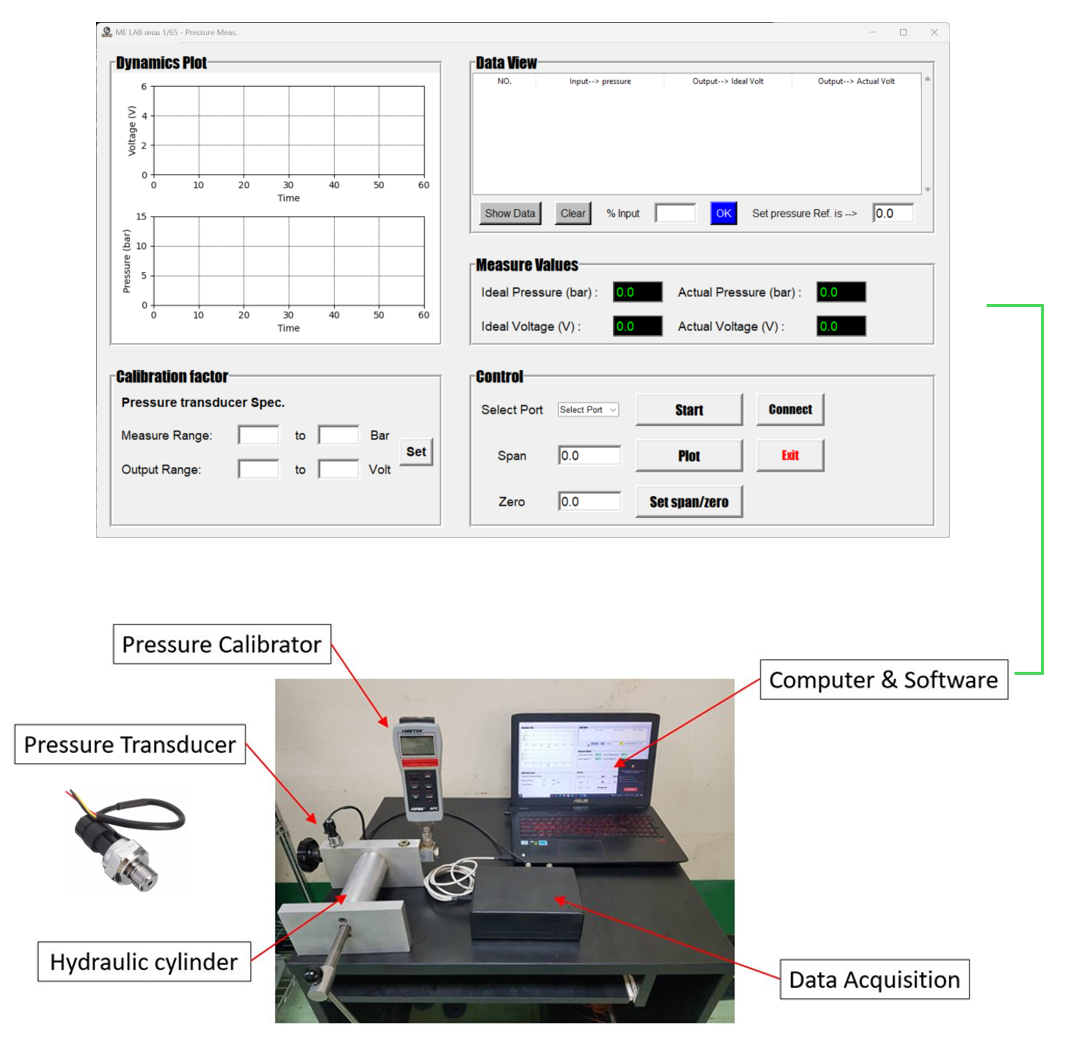 ME LAB เทอม 1/65 - Pressure Meas.
Dynamics Plot
Voltage (V)
6
4
2
0
0 10 20 30 40 50 60
Time
Pressure (bar)
15
10
5
0
0 10 20 30 40 50 60
Time
Data View
NO. Input--> pressure Output--> Ideal Volt Output--> Actual Volt
Show Data Clear % Input OK Set pressure Ref. is --> 0.0
Measure Values
Ideal Pressure (bar) : 0.0 Actual Pressure (bar) : 0.0
Ideal Voltage (V) : 0.0 Actual Voltage (V) : 0.0
Calibration factor
Pressure transducer Spec.
Measure Range: to Bar
Output Range: to Volt
Set
Control
Select Port Select Port Start Connect
Span 0.0 Plot Exit
Zero 0.0 Set span/zero
Pressure Calibrator
Computer & Software
Pressure Transducer
AMETEK
ASUS
Hydraulic cylinder
Data Acquisition